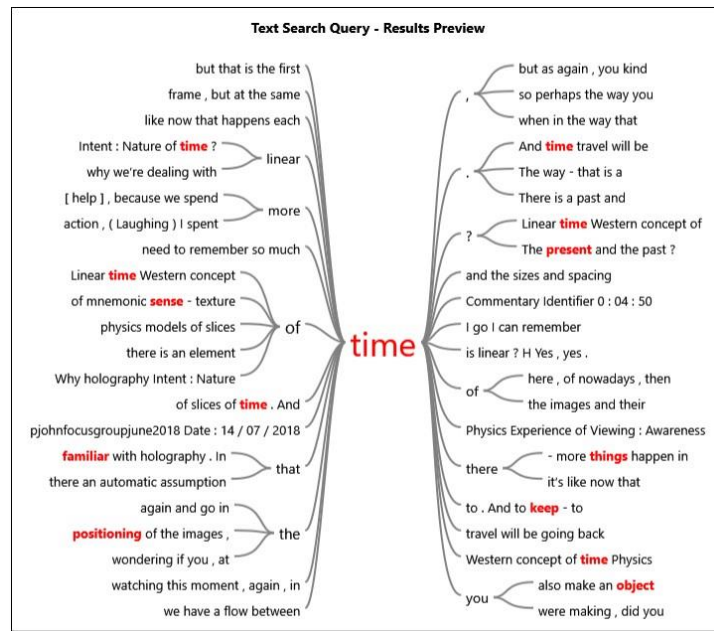 Text Search Query - Results Preview
but that is the first
frame , but at the same
like now that happens each
Intent : Nature of time ?
why we're dealing with
linear
[ help ] , because we spend
action , ( Laughing ) I spent
more
need to remember so much
Linear time Western concept
of mnemonic sense - texture
physics models of slices
there is an element
Why holography Intent : Nature
of
of slices of time . And
pjohnfocusgroupjune2018 Date : 14 / 07 / 2018
familiar with holography . In
there an automatic assumption
that
again and go in
positioning of the images ,
wondering if you , at
the
watching this moment , again , in
we have a flow between
time
,
but as again , you kind
so perhaps the way you
when in the way that
.
And time travel will be
The way - that is a
There is a past and
?
Linear time Western concept of
The present and the past ?
and the sizes and spacing
Commentary Identifier 0 : 04 : 50
I go I can remember
is linear ? H Yes , yes .
of
here , of nowadays , then
the images and their
Physics Experience of Viewing : Awareness
there
- more things happen in
it's like now that
to . And to keep - to
travel will be going back
Western concept of time Physics
you
also make an object
were making , did you